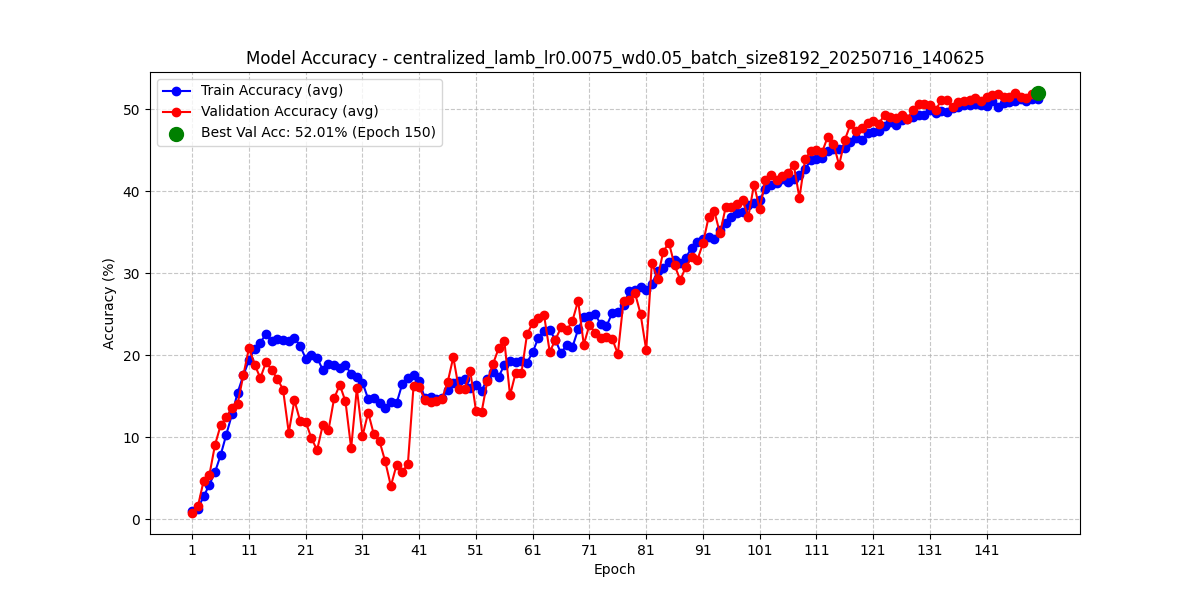 Model Accuracy - centralized_lamb_lr0.0075_wd0.05_batch_size8192_20250716_140625
Train Accuracy (avg)
Validation Accuracy (avg)
Best Val Acc: 52.01% (Epoch 150)
Accuracy (%)
50
40
30
20
10
0
1 11 21 31 41 51 61 71 81 91 101 111 121 131 141
Epoch